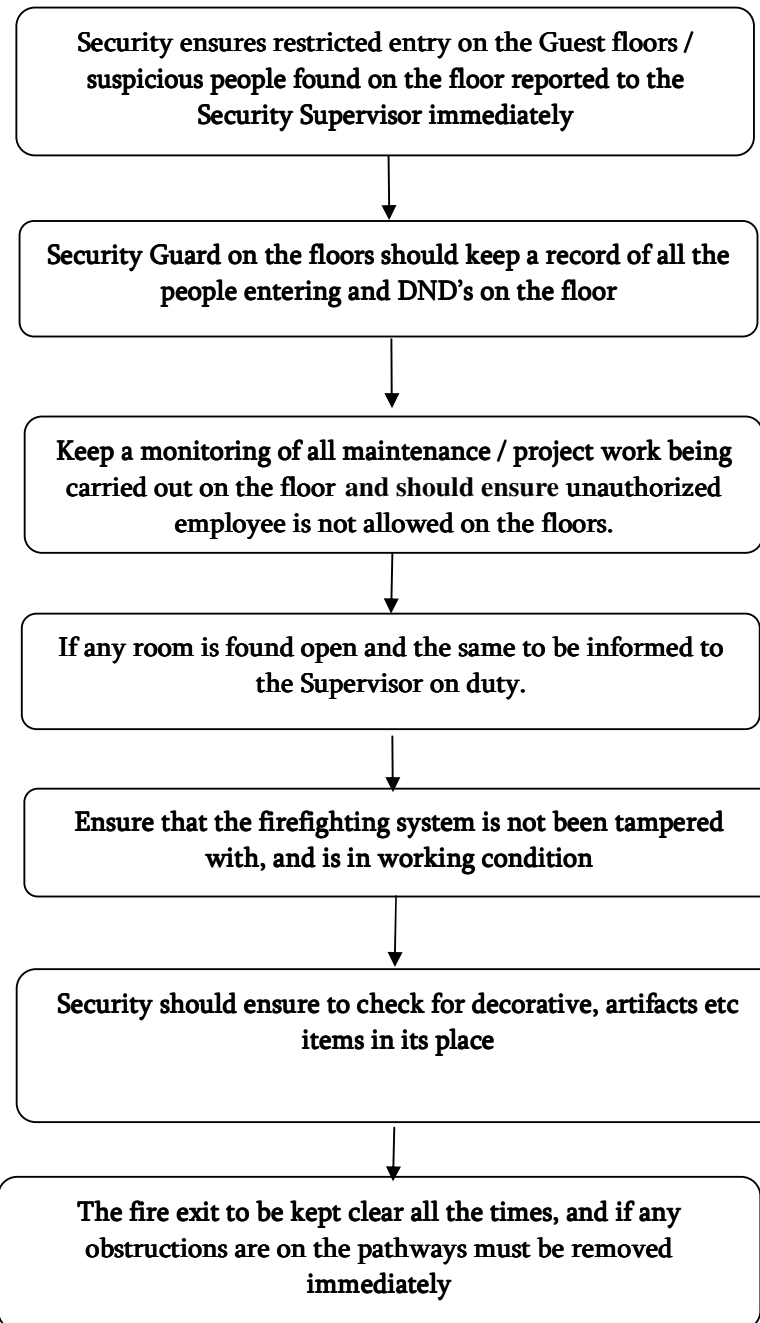 Security ensures restricted entry on the Guest floors /
suspicious people found on the floor reported to the
Security Supervisor immediately
Security Guard on the floors should keep a record of all the
people entering and DND’s on the floor
Keep a monitoring of all maintenance / project work being
carried out on the floor and should ensure unauthorized
employee is not allowed on the floors.
If any room is found open and the same to be informed to
the Supervisor on duty.
Ensure that the firefighting system is not been tampered
with, and is in working condition
Security should ensure to check for decorative, artifacts etc
items in its place
The fire exit to be kept clear all the times, and if any
obstructions are on the pathways must be removed
immediately